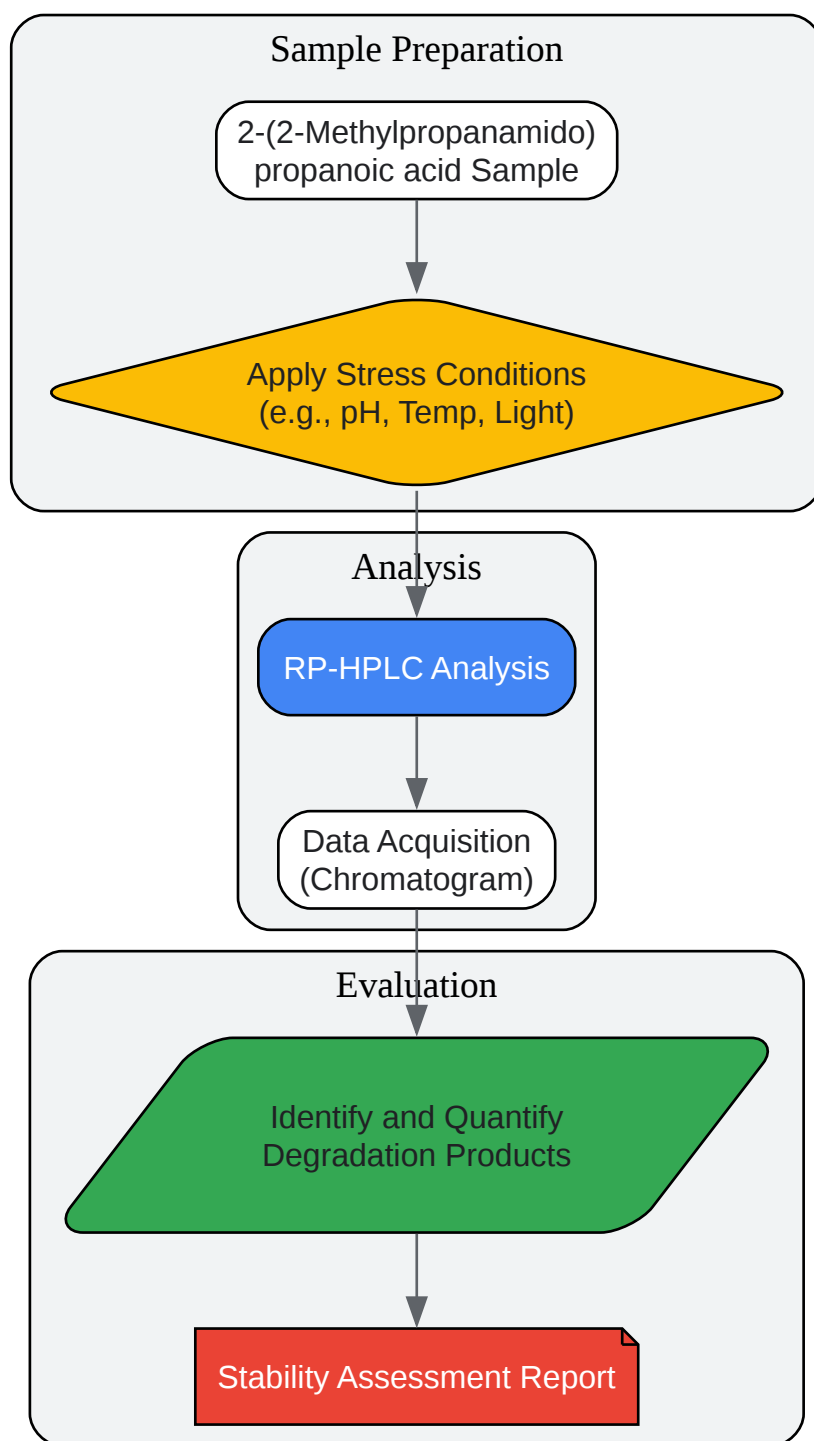 Sample Preparation
2-(2-Methylpropanamido)
propanoic acid Sample
Apply Stress Conditions
(e.g., pH, Temp, Light)
Analysis
RP-HPLC Analysis
Data Acquisition
(Chromatogram)
Evaluation
Identify and Quantify
Degradation Products
Stability Assessment Report